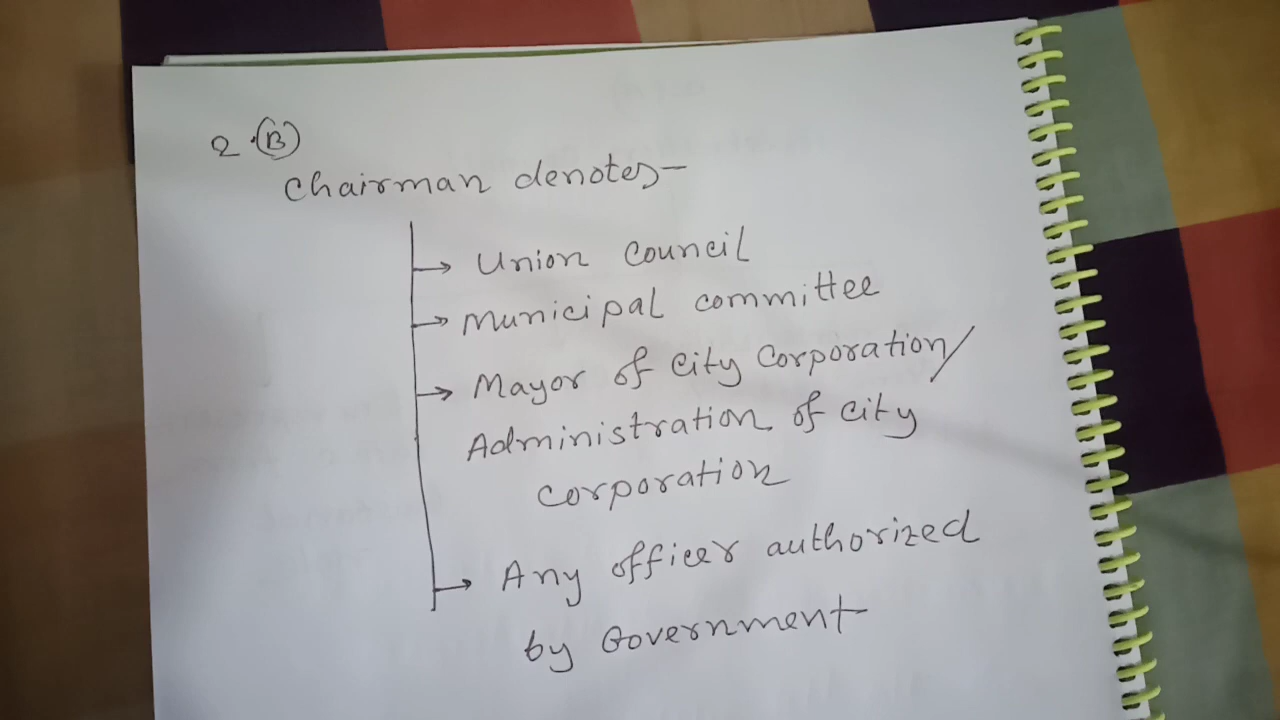 2.(B)
Chairman denotes-
→ Union Council
→ Municipal committee
→ Mayor of City Corporation/
Administration of city
corporation
→ Any officer authorized
by Government